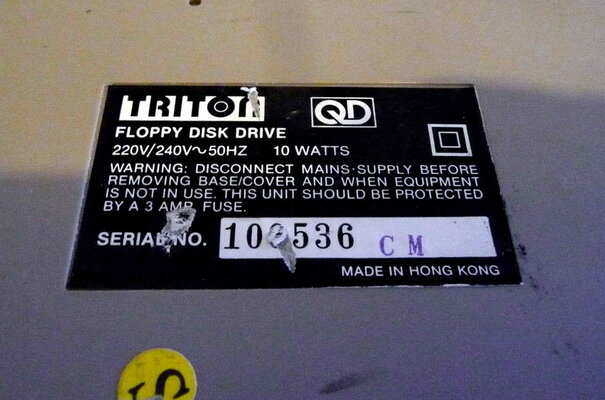 TRITON QD
FLOPPY DISK DRIVE
220V/240V~50HZ 10 WATTS
WARNING: DISCONNECT MAINS·SUPPLY BEFORE
REMOVING BASE/COVER AND WHEN EQUIPMENT
IS NOT IN USE. THIS UNIT SHOULD BE PROTECTED
BY A 3 AMP. FUSE.
SERIAL NO. CM
MADE IN HONG KONG
S